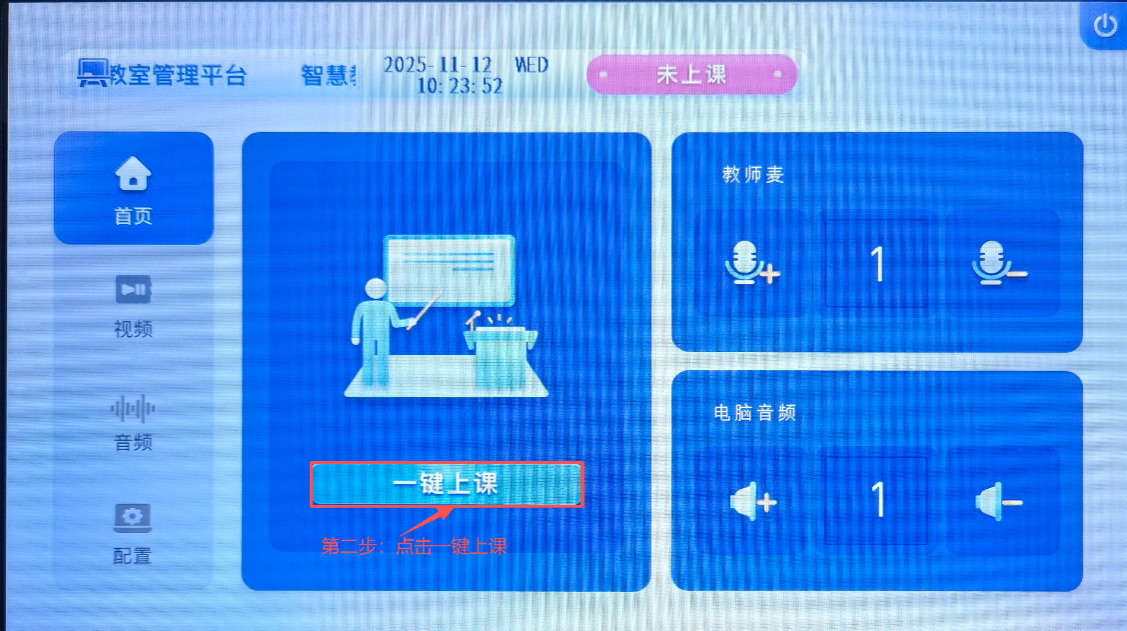 教室管理平台
智慧
2025-11-12 WED
10:23:52
未上课
首页
视频
音频
配置
一键上课
第二步：点击一键上课
教师麦
1
电脑音频
1